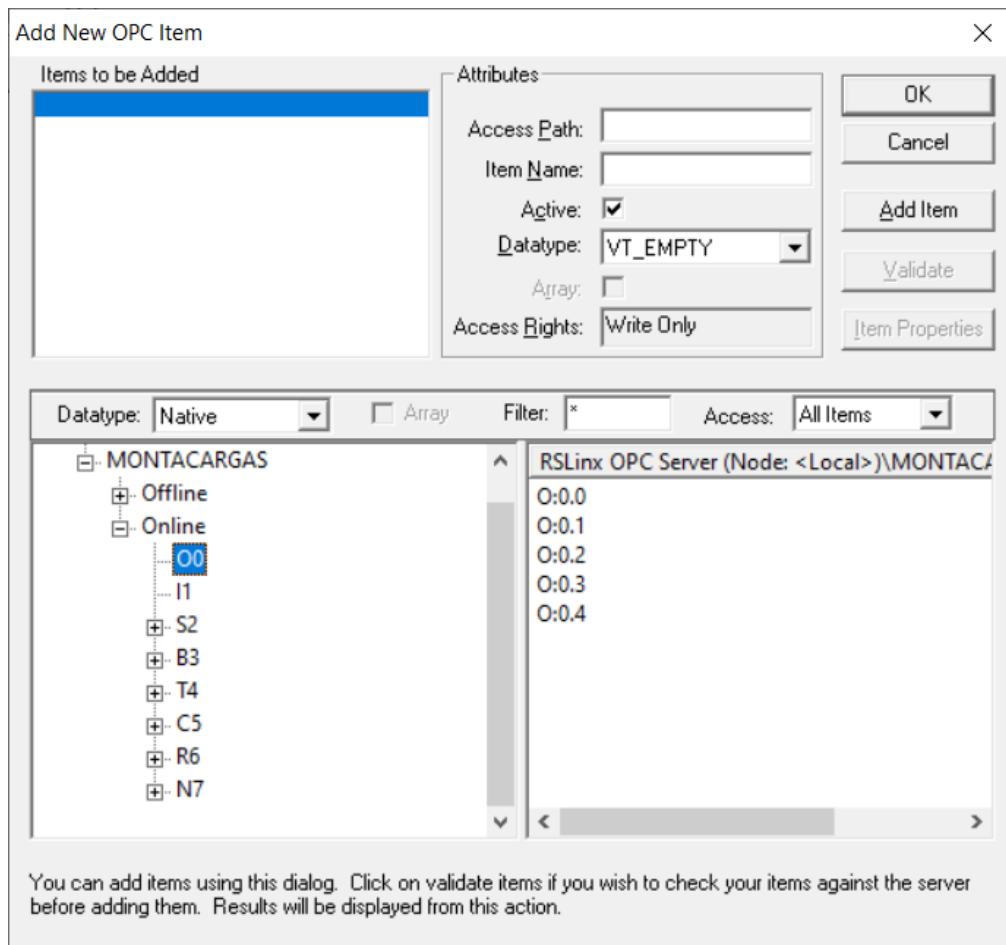 Add New OPC Item
Items to be Added
Attributes
Access Path:
Item Name:
Active:
Datatype: VT_EMPTY
Array:
Access Rights: Write Only
OK
Cancel
Add Item
Validate
Item Properties
Datatype: Native
Array
Filter: *
Access: All Items
MONTACARGAS
Offline
Online
O0
I1
S2
B3
T4
C5
R6
N7
RSLinx OPC Server (Node: <Local>)\MONTACA
O:0.0
O:0.1
O:0.2
O:0.3
O:0.4
You can add items using this dialog.  Click on validate items if you wish to check your items against the server
before adding them.  Results will be displayed from this action.